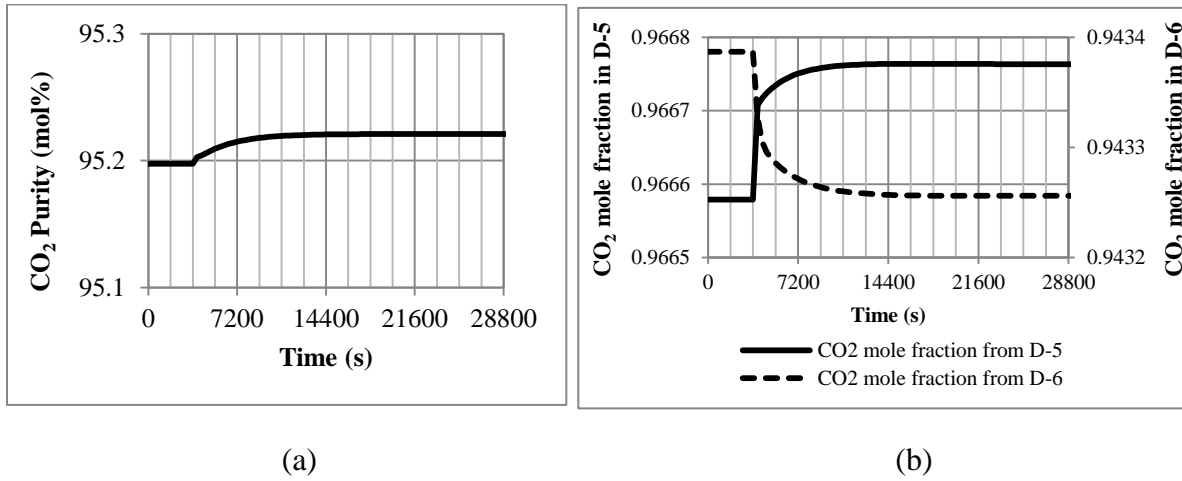 95.3
95.2
95.1
CO₂ Purity (mol%)
0 7200 14400 21600 28800
Time (s)
(a)
0.9668
0.9667
0.9666
0.9665
CO₂ mole fraction in D-5
0.9434
0.9433
0.9432
CO₂ mole fraction in D-6
0 7200 14400 21600 28800
Time (s)
CO2 mole fraction from D-5
CO2 mole fraction from D-6
(b)